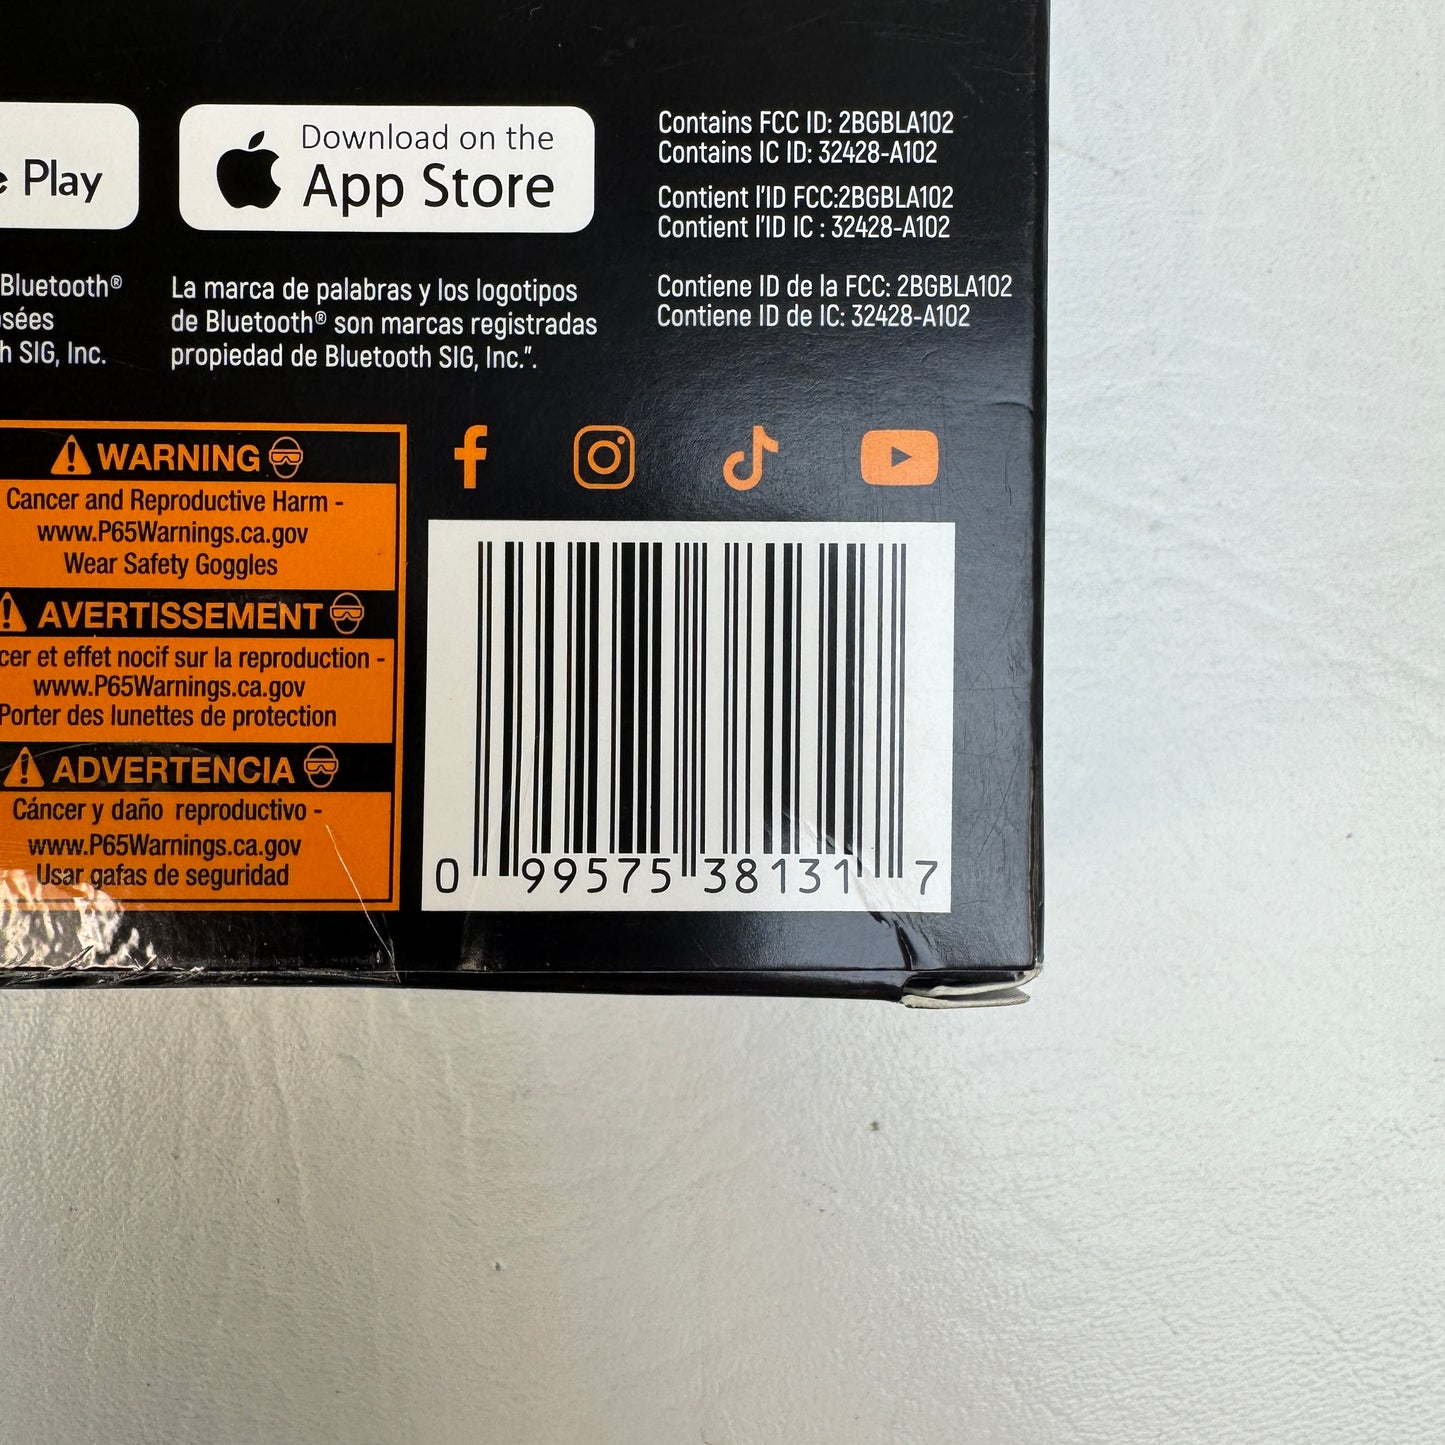 Play
Download on the
App Store
Contains FCC ID: 2BGBLA102
Contains IC ID: 32428-A102
Contient l'ID FCC:2BGBLA102
Contient l'ID IC : 32428-A102
Contiene ID de la FCC: 2BGBLA102
Contiene ID de IC: 32428-A102
Bluetooth®
SIG, Inc.
La marca de palabras y los logotipos
de Bluetooth® son marcas registradas
propiedad de Bluetooth SIG, Inc.".
WARNING
Cancer and Reproductive Harm -
www.P65Warnings.ca.gov
Wear Safety Goggles
AVERTISSEMENT
et effet nocif sur la reproduction -
www.P65Warnings.ca.gov
Porter des lunettes de protection
ADVERTENCIA
Cáncer y daño reproductivo -
www.P65Warnings.ca.gov
Usar gafas de seguridad
0 99575 38131 7